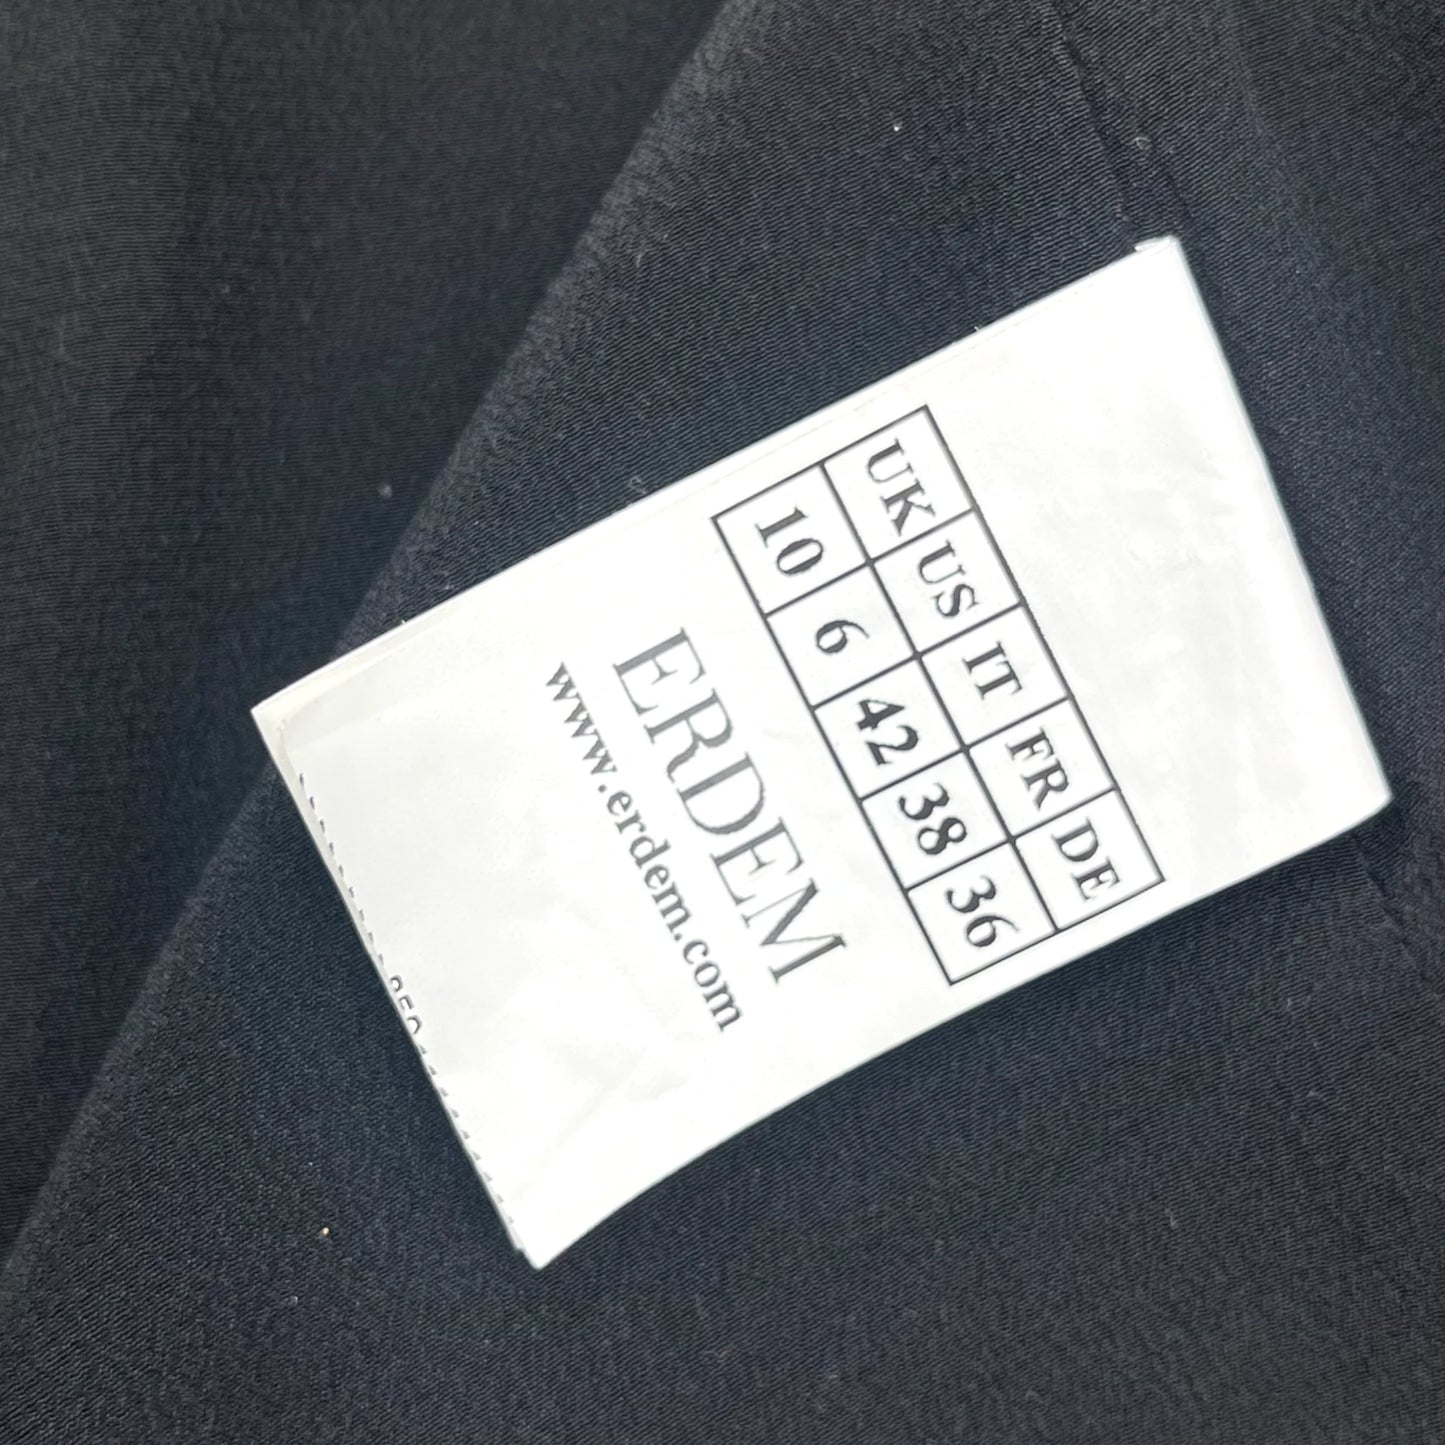 UK US IT FR DE
10 6 42 38 36
ERDEM
www.erdem.com